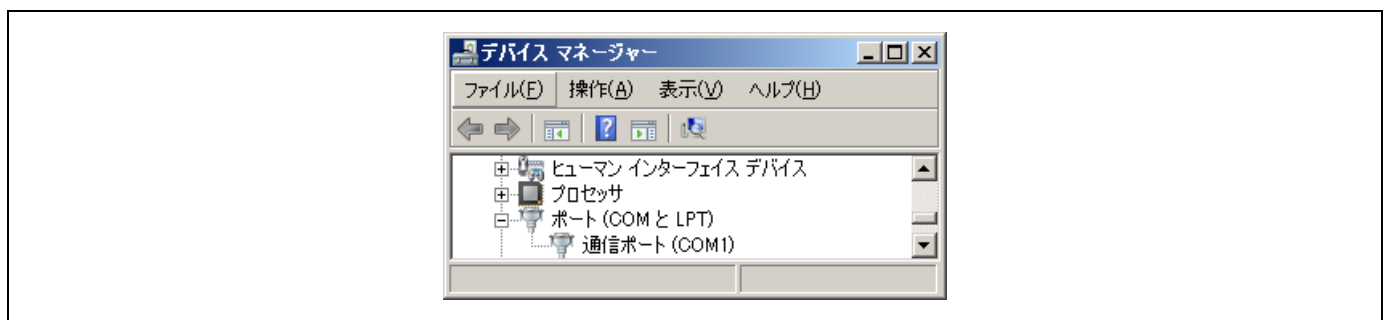 デバイス マネージャー
ファイル(F) 操作(A) 表示(V) ヘルプ(H)
ヒューマン インターフェイス デバイス
プロセッサ
ポート (COM と LPT)
通信ポート (COM1)